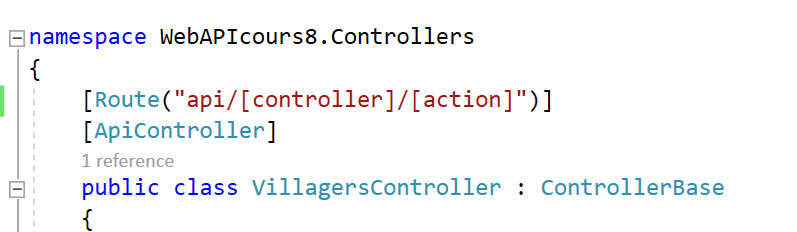 namespace WebAPIcours8.Controllers
{
[Route("api/[controller]/[action]")]
[ApiController]
1 reference
public class VillagersController : ControllerBase
{